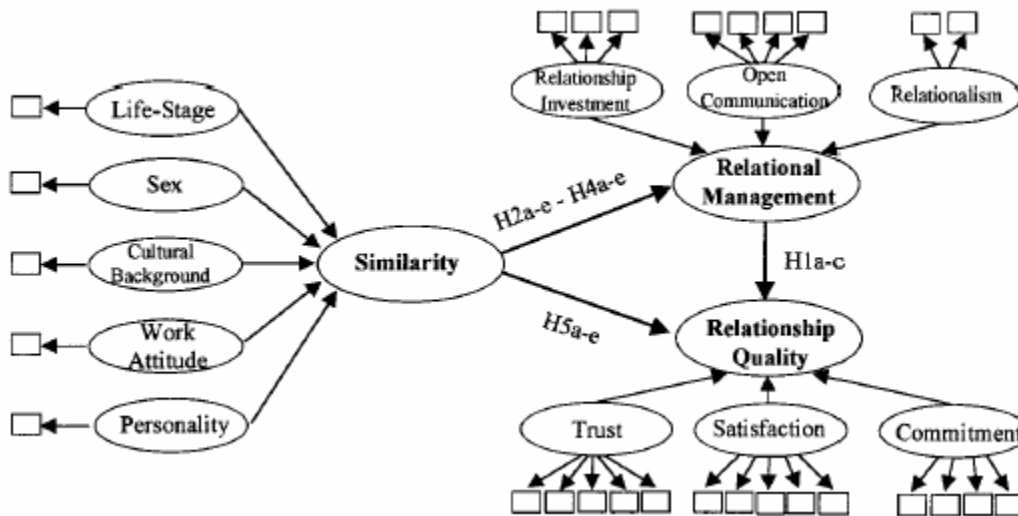 Relationship
Investment
Open
Communication
Relationalism
Life-Stage
Sex
Cultural
Background
Work
Attitude
Personality
Similarity
H2a-e - H4a-e
H5a-e
Relational
Management
H1a-c
Relationship
Quality
Trust
Satisfaction
Commitment